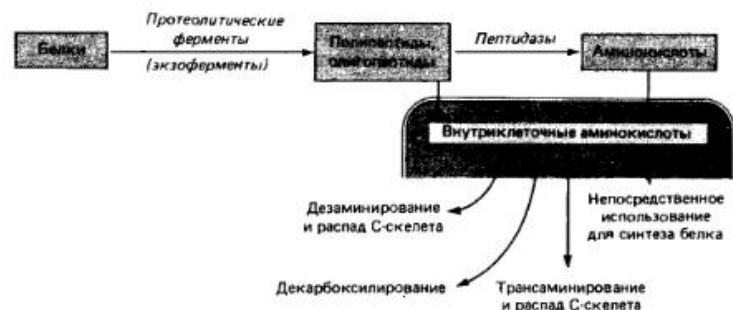 Протеолитические
ферменты
(экзоферменты)
Белки
Полипептиды,
олигопептиды
Пептидазы
Аминокислоты
Внутриклеточные аминокислоты
Дезаминирование
и распад С-скелета
Непосредственное
использование
для синтеза белка
Декарбоксилирование
Трансаминирование
и распад С-скелета